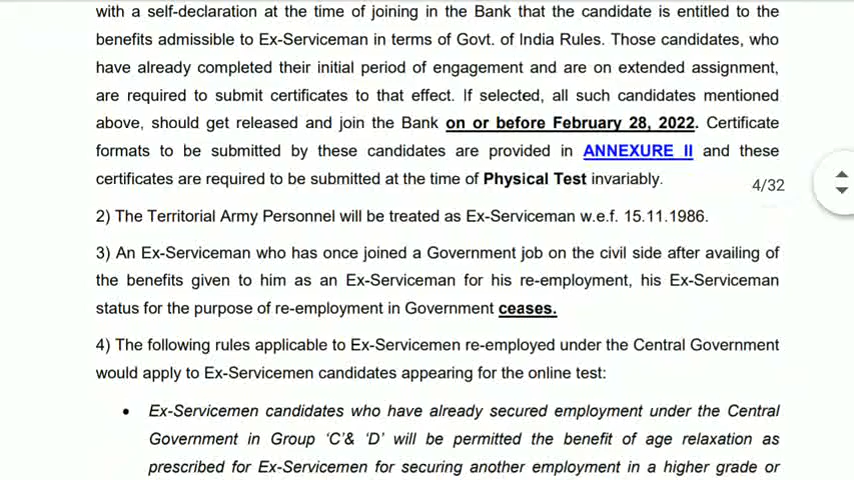 with a self-declaration at the time of joining in the Bank that the candidate is entitled to the
benefits admissible to Ex-Serviceman in terms of Govt. of India Rules. Those candidates, who
have already completed their initial period of engagement and are on extended assignment,
are required to submit certificates to that effect. If selected, all such candidates mentioned
above, should get released and join the Bank on or before February 28, 2022. Certificate
formats to be submitted by these candidates are provided in ANNEXURE II and these
certificates are required to be submitted at the time of Physical Test invariably.
4/32
2) The Territorial Army Personnel will be treated as Ex-Serviceman w.e.f. 15.11.1986.
3) An Ex-Serviceman who has once joined a Government job on the civil side after availing of
the benefits given to him as an Ex-Serviceman for his re-employment, his Ex-Serviceman
status for the purpose of re-employment in Government ceases.
4) The following rules applicable to Ex-Servicemen re-employed under the Central Government
would apply to Ex-Servicemen candidates appearing for the online test:
• Ex-Servicemen candidates who have already secured employment under the Central
Government in Group 'C'& 'D' will be permitted the benefit of age relaxation as
prescribed for Ex-Servicemen for securing another employment in a higher grade or